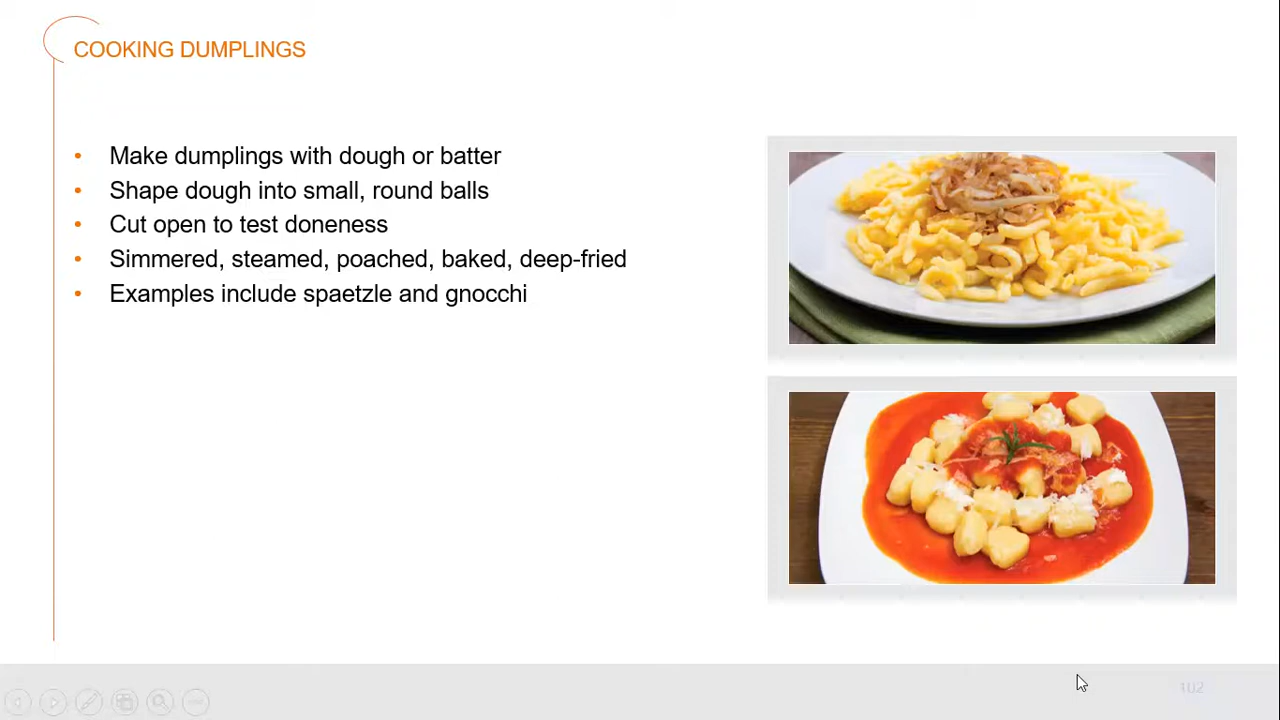 COOKING DUMPLINGS
• Make dumplings with dough or batter
• Shape dough into small, round balls
• Cut open to test doneness
• Simmered, steamed, poached, baked, deep-fried
• Examples include spaetzle and gnocchi
102